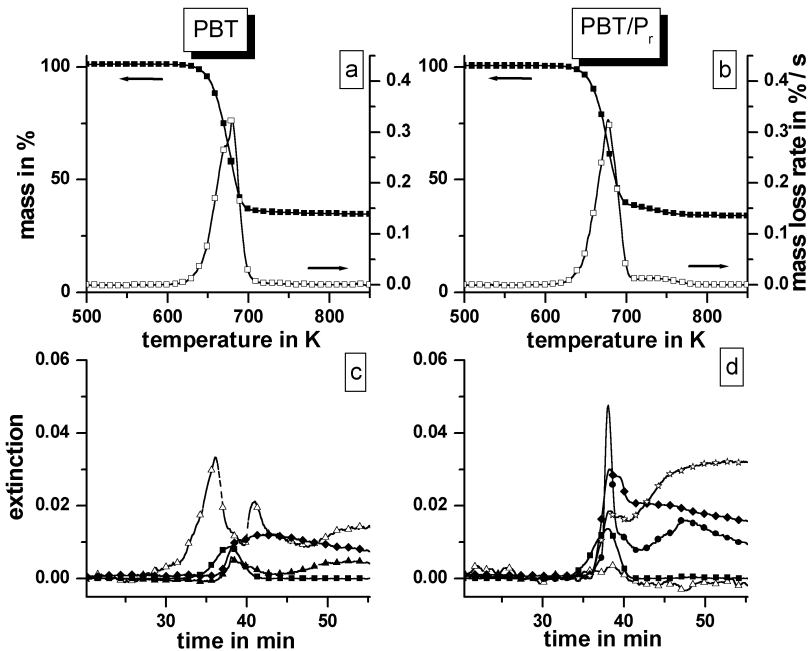 PBT
PBT/Pr
a
b
100
50
0
mass in %
0.4
0.3
0.2
0.1
0.0
100
50
0
0.4
0.3
0.2
0.1
0.0
mass loss rate in % / s
500
600
700
800
temperature in K
500
600
700
800
temperature in K
c
d
0.06
0.04
0.02
0.00
extinction
0.06
0.04
0.02
0.00
30
40
50
time in min
30
40
50
time in min